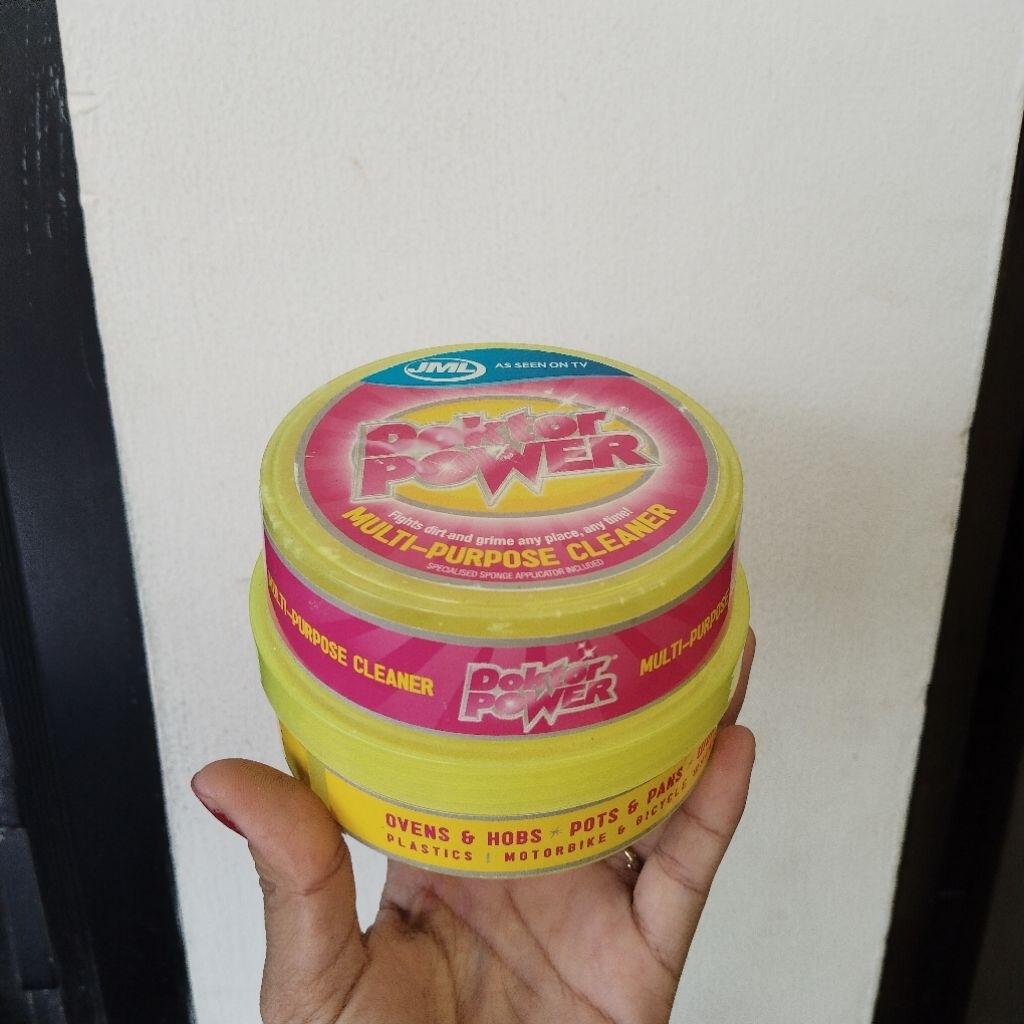 JML AS SEEN ON TV
Doktor
POWER
Fights dirt and grime any place, any time!
MULTI-PURPOSE CLEANER
SPECIALISED SPONGE APPLICATOR INCLUDED
MULTI-PURPOSE CLEANER
Doktor
POWER
MULTI-PURPOSE
OVENS & HOBS * POTS & PANS
PLASTICS | MOTORBIKE & BICYCLE